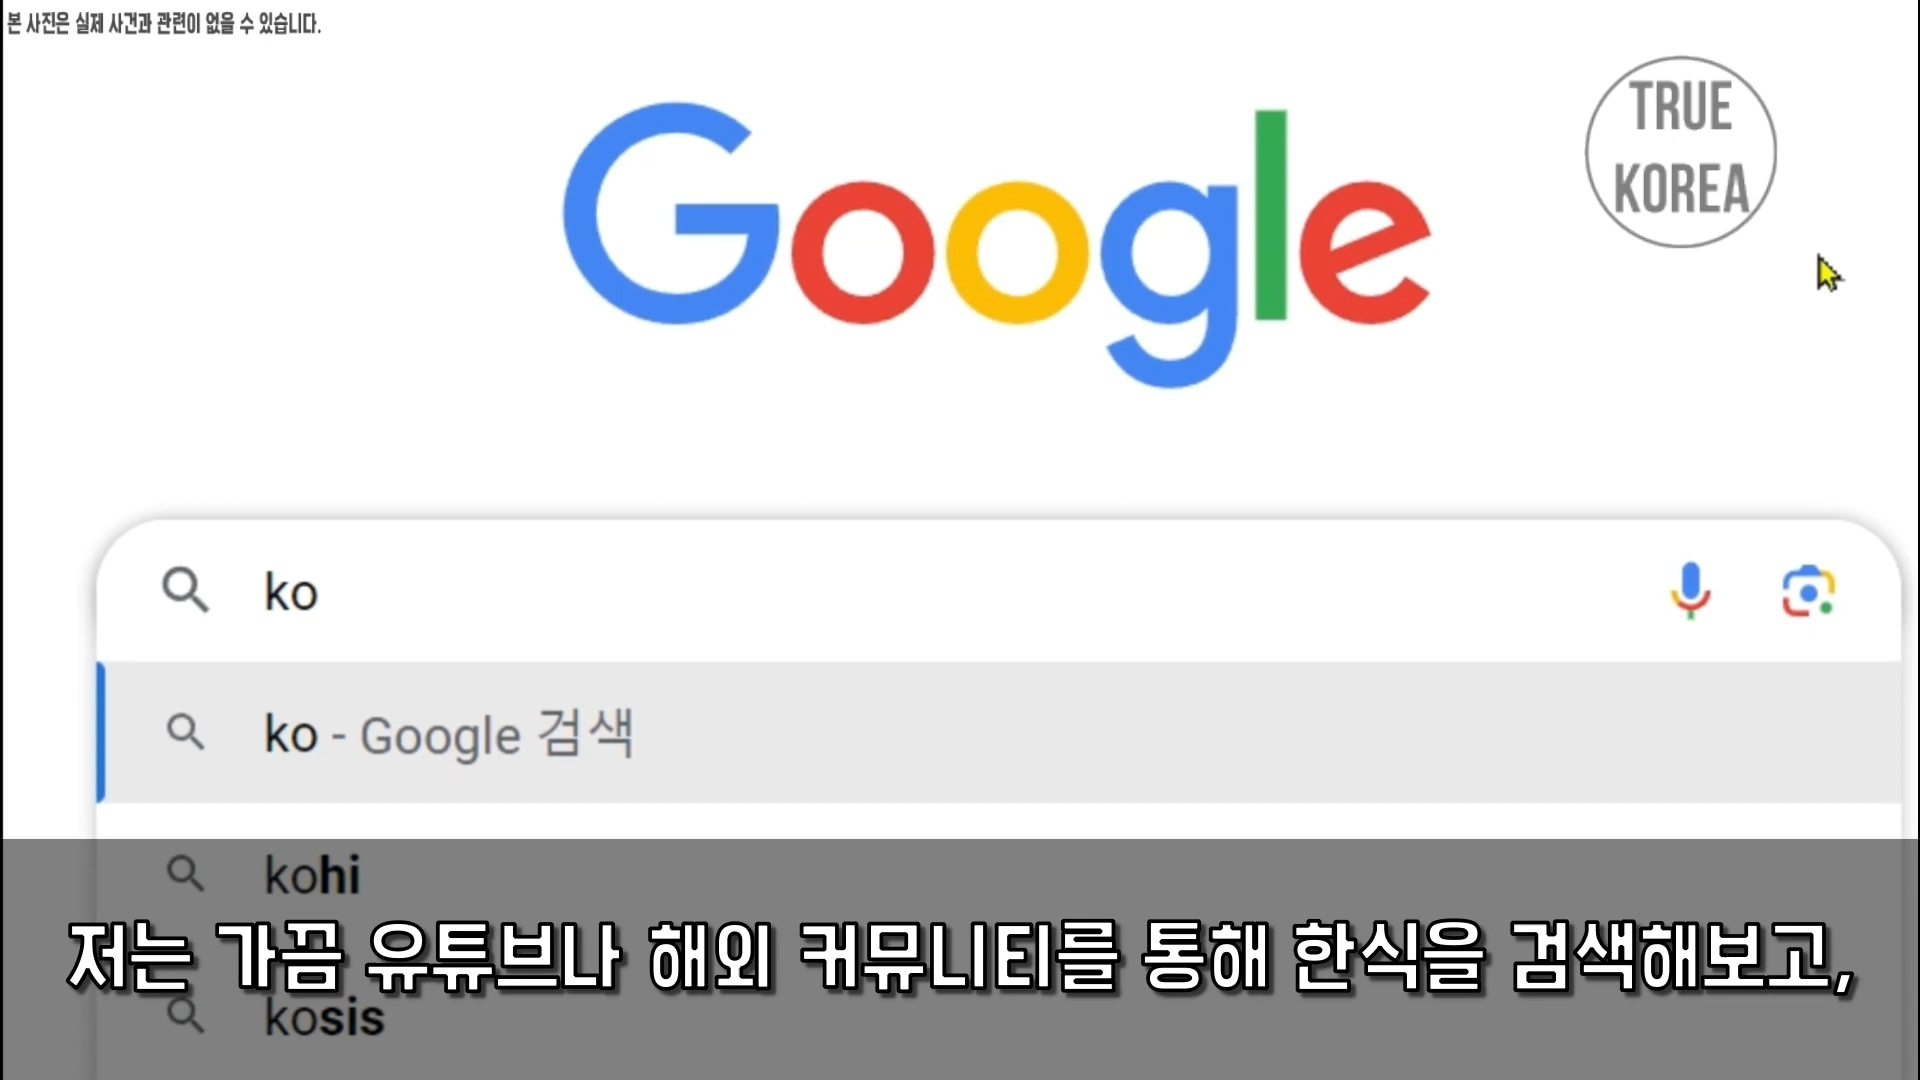 본 사진은 실제 사건과 관련이 없을 수 있습니다.
TRUE
KOREA
Google
ko
ko - Google 검색
kohi
저는 가끔 유튜브나 해외 커뮤니티를 통해 한식을 검색해보고,
kosis